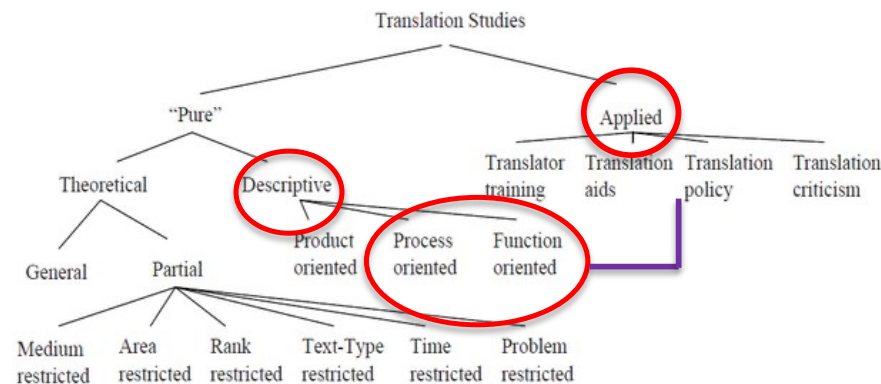 Translation Studies
“Pure”
Applied
Theoretical
Descriptive
Translator training
Translation aids
Translation policy
Translation criticism
General
Partial
Product oriented
Process oriented
Function oriented
Medium restricted
Area restricted
Rank restricted
Text-Type restricted
Time restricted
Problem restricted